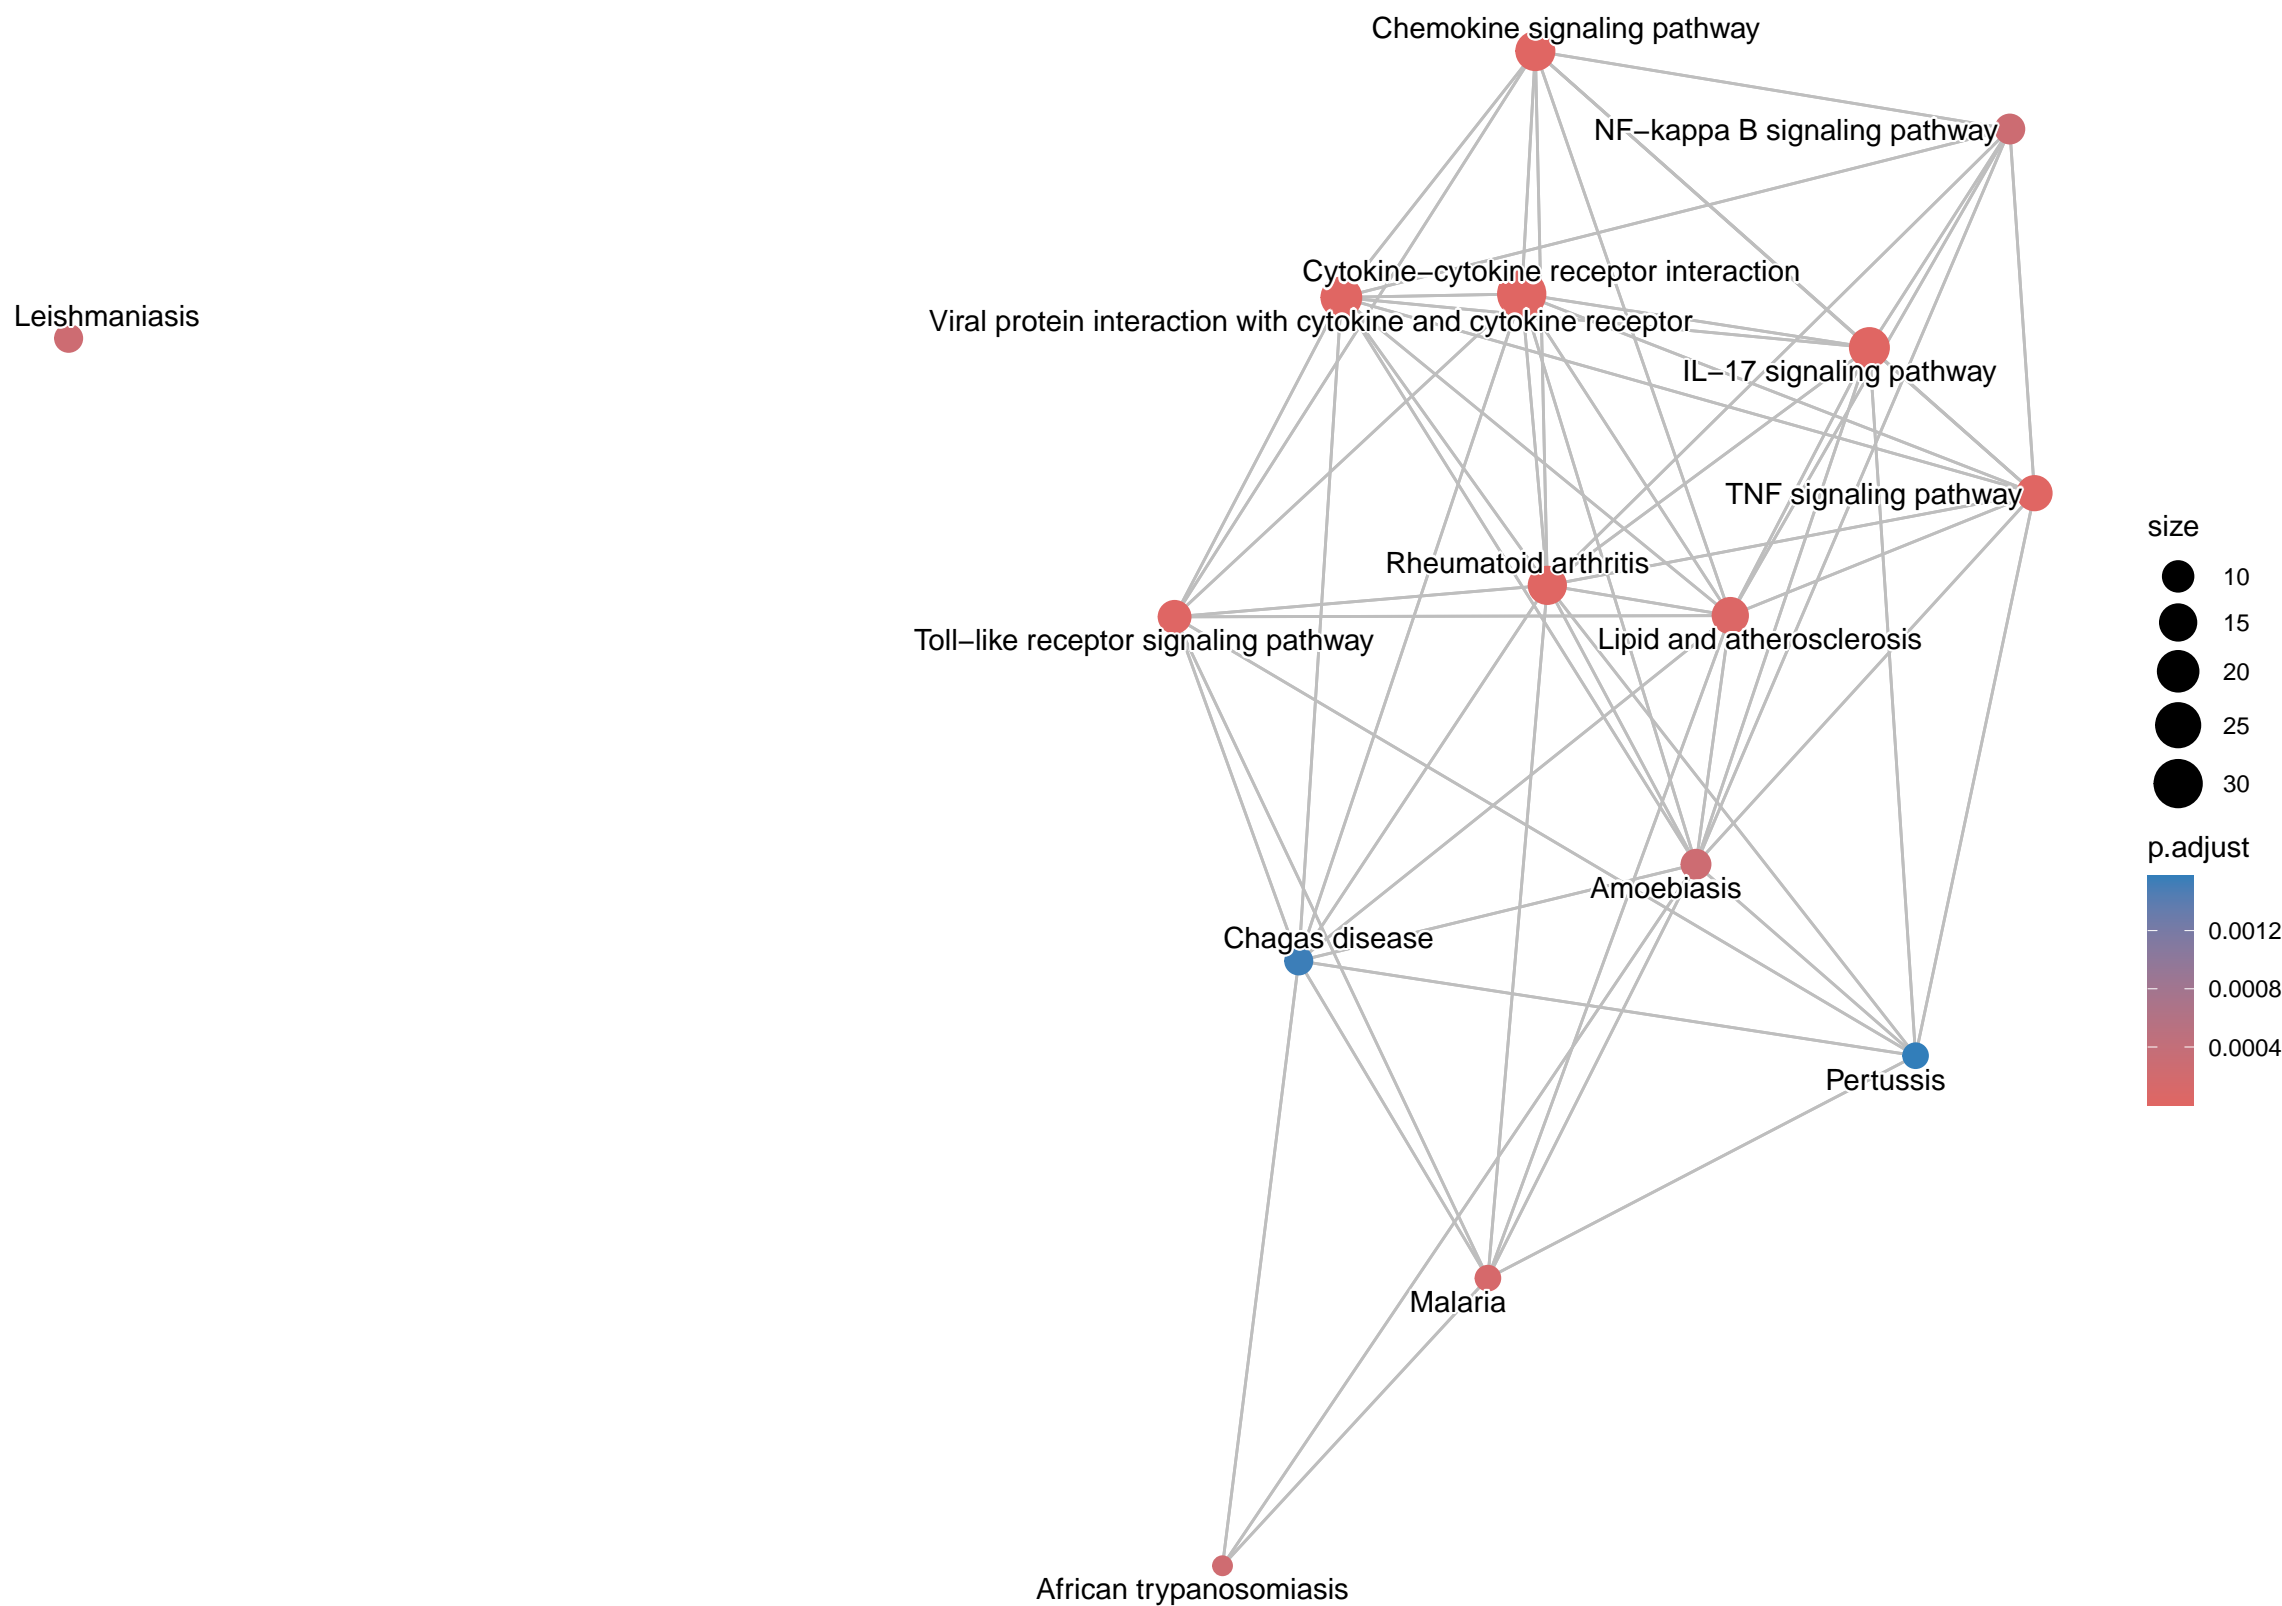 Chemokine signaling pathway
NF−kappa B signaling pathway
Cytokine−cytokine receptor interaction
Leishmaniasis
Viral protein interaction with cytokine and cytokine receptor
IL−17 signaling pathway
TNF signaling pathway
Rheumatoid arthritis
Toll−like receptor signaling pathway
Lipid and atherosclerosis
Amoebiasis
Chagas disease
Pertussis
Malaria
African trypanosomiasis
size
10
15
20
25
30
p.adjust
0.0012
0.0008
0.0004